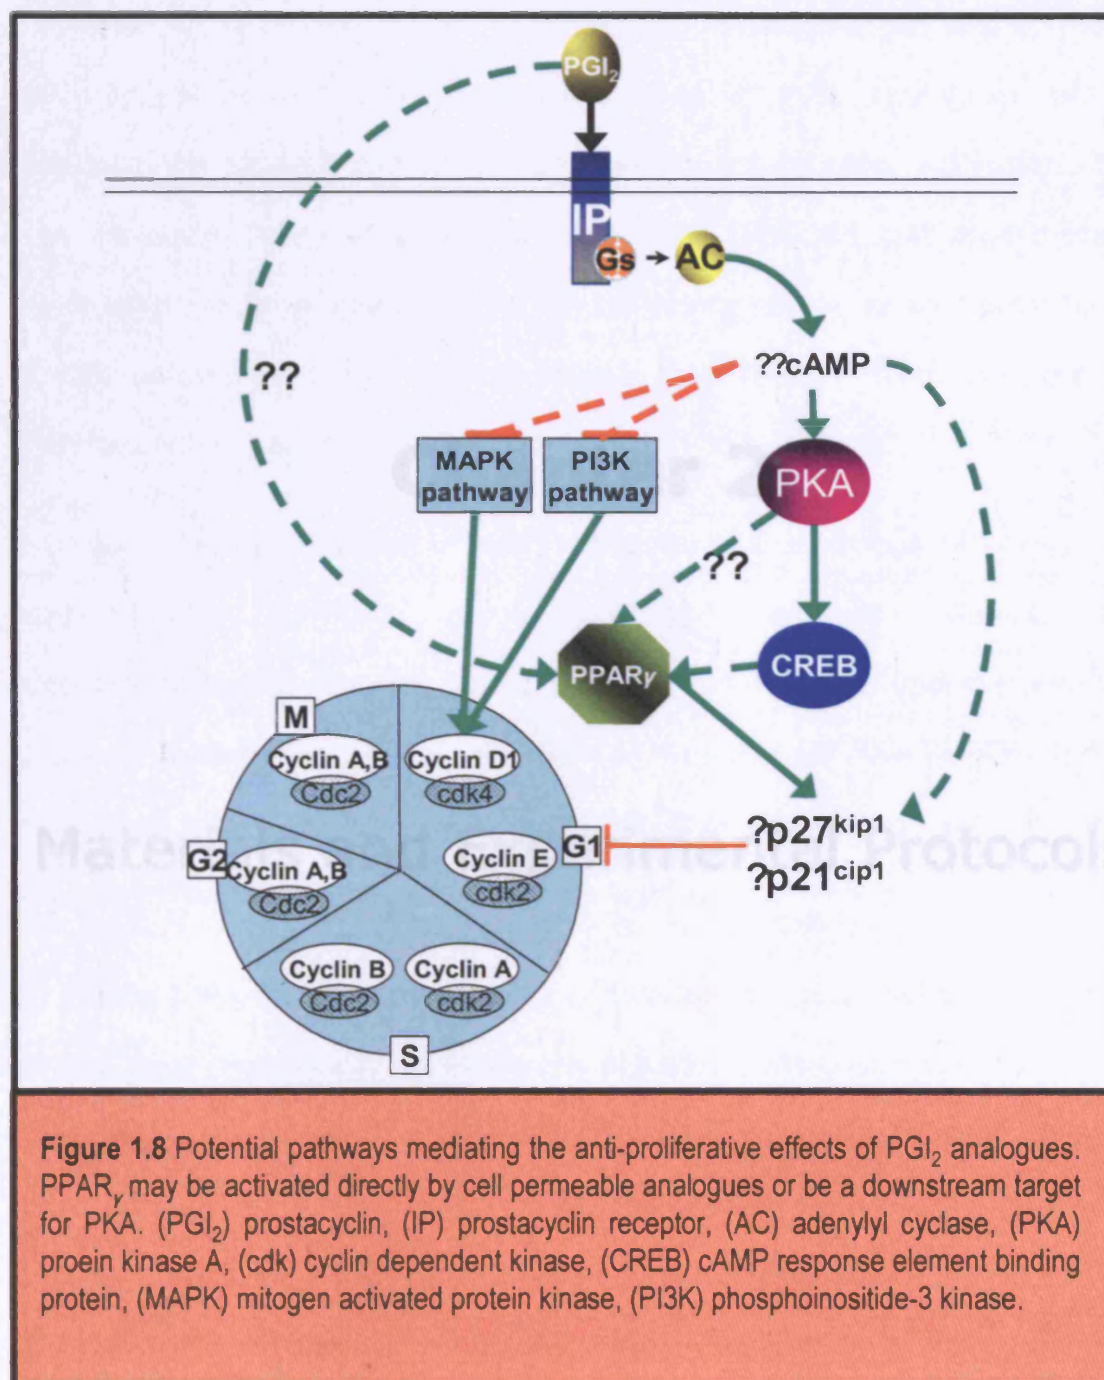 PGI₂
IP
Gs
AC
??
??cAMP
MAPK
pathway
PI3K
pathway
PKA
??
PPARγ
CREB
M
Cyclin A,B
Cdc2
Cyclin D1
cdk4
G2
Cyclin A,B
Cdc2
Cyclin E
cdk2
G1
?p27ᵏⁱᵖ¹
?p21ᶜⁱᵖ¹
Cyclin B
Cdc2
Cyclin A
cdk2
S
Figure 1.8 Potential pathways mediating the anti-proliferative effects of PGI₂ analogues.
PPARᵧ may be activated directly by cell permeable analogues or be a downstream target
for PKA. (PGI₂) prostacyclin, (IP) prostacyclin receptor, (AC) adenylyl cyclase, (PKA)
proein kinase A, (cdk) cyclin dependent kinase, (CREB) cAMP response element binding
protein, (MAPK) mitogen activated protein kinase, (PI3K) phosphoinositide-3 kinase.